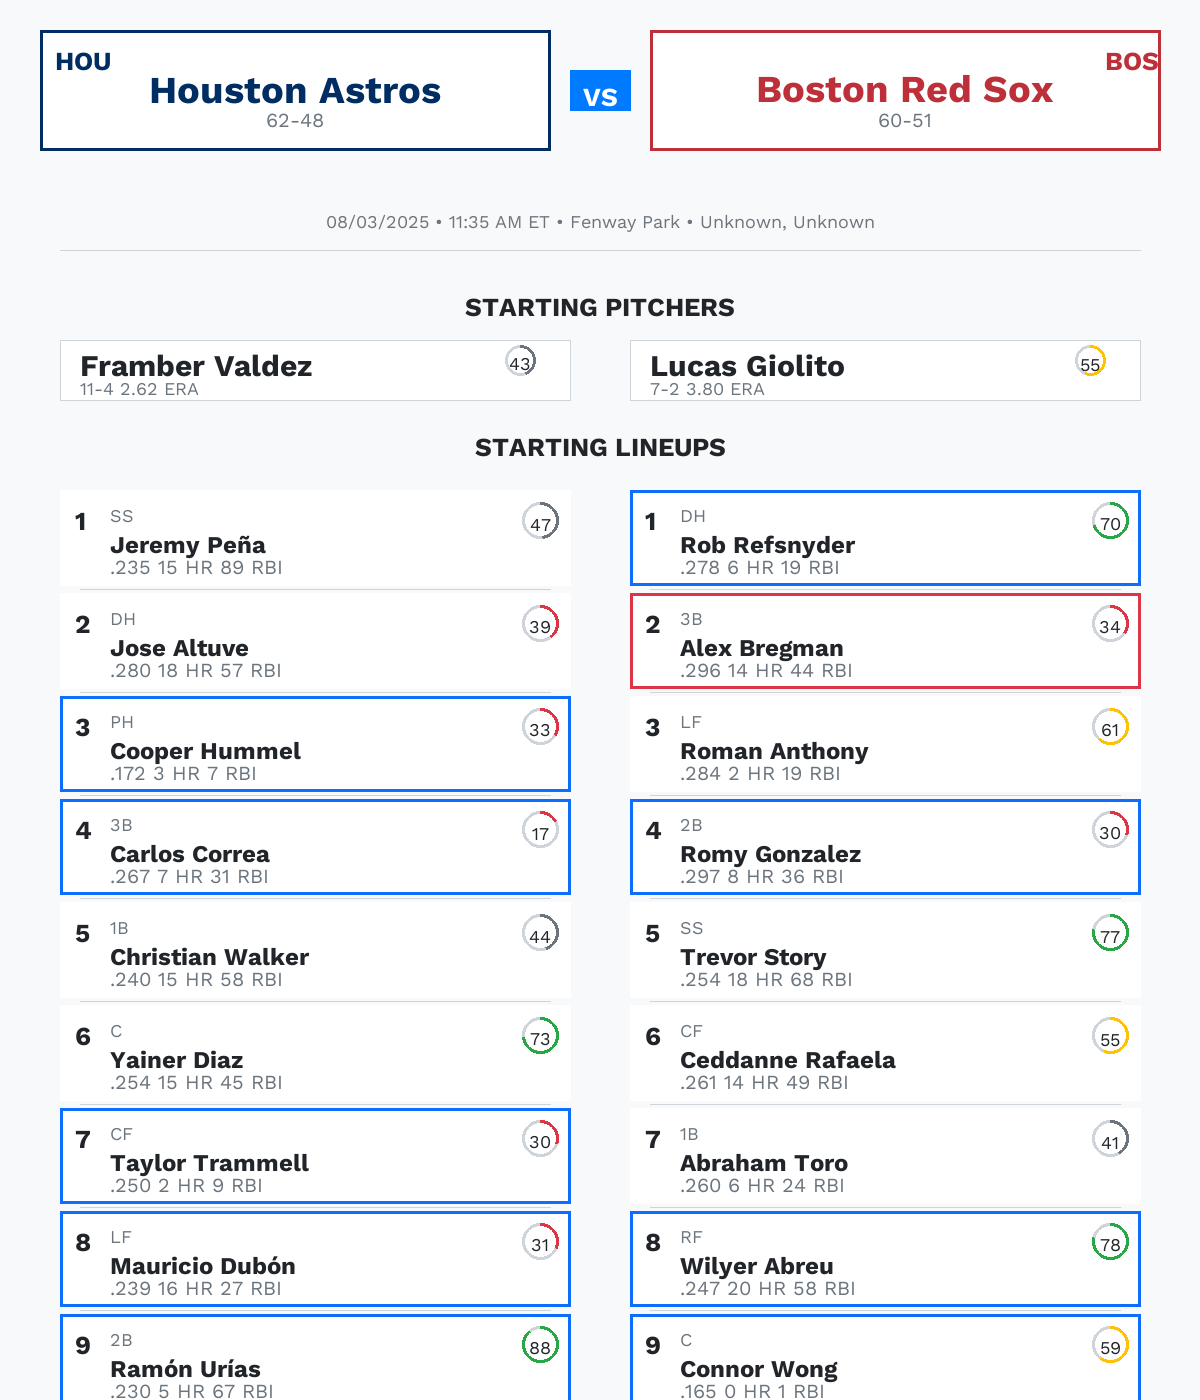 HOU
Houston Astros
62-48
vs
BOS
Boston Red Sox
60-51
08/03/2025 • 11:35 AM ET • Fenway Park • Unknown, Unknown
STARTING PITCHERS
Framber Valdez
43
11-4 2.62 ERA
Lucas Giolito
55
7-2 3.80 ERA
STARTING LINEUPS
1
SS
47
Jeremy Peña
.235 15 HR 89 RBI
2
DH
39
Jose Altuve
.280 18 HR 57 RBI
3
PH
33
Cooper Hummel
.172 3 HR 7 RBI
4
3B
17
Carlos Correa
.267 7 HR 31 RBI
5
1B
44
Christian Walker
.240 15 HR 58 RBI
6
C
73
Yainer Diaz
.254 15 HR 45 RBI
7
CF
30
Taylor Trammell
.250 2 HR 9 RBI
8
LF
31
Mauricio Dubón
.239 16 HR 27 RBI
9
2B
88
Ramón Urías
.230 5 HR 67 RBI
1
DH
70
Rob Refsnyder
.278 6 HR 19 RBI
2
3B
34
Alex Bregman
.296 14 HR 44 RBI
3
LF
61
Roman Anthony
.284 2 HR 19 RBI
4
2B
30
Romy Gonzalez
.297 8 HR 36 RBI
5
SS
77
Trevor Story
.254 18 HR 68 RBI
6
CF
55
Ceddanne Rafaela
.261 14 HR 49 RBI
7
1B
41
Abraham Toro
.260 6 HR 24 RBI
8
RF
78
Wilyer Abreu
.247 20 HR 58 RBI
9
C
59
Connor Wong
.165 0 HR 1 RBI